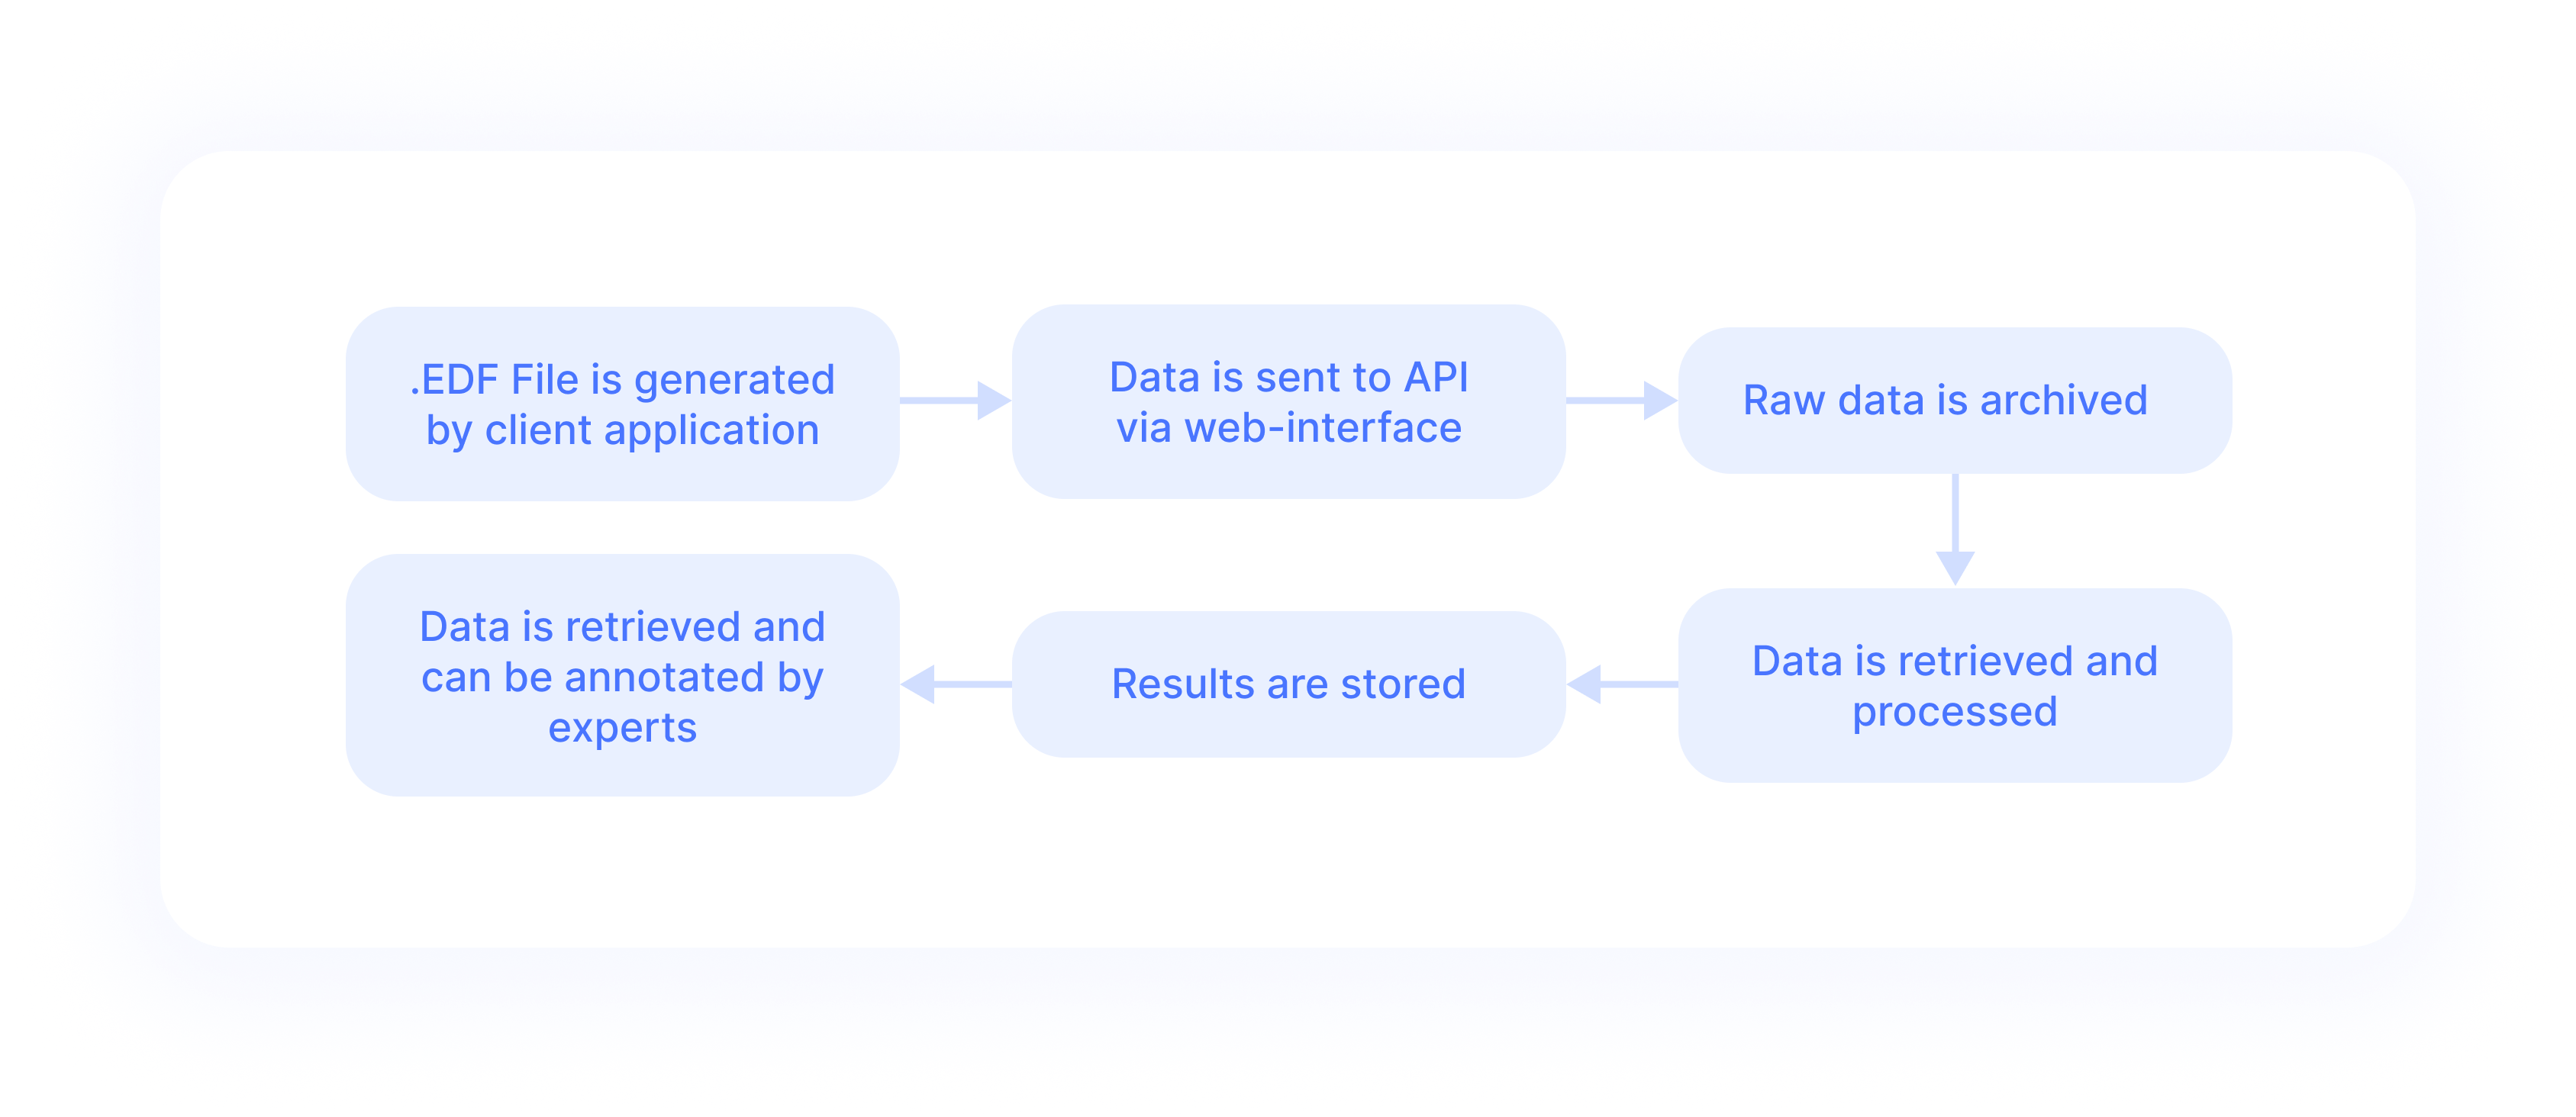 .EDF File is generated
by client application
Data is sent to API
via web-interface
Raw data is archived
Data is retrieved and
processed
Results are stored
Data is retrieved and
can be annotated by
experts